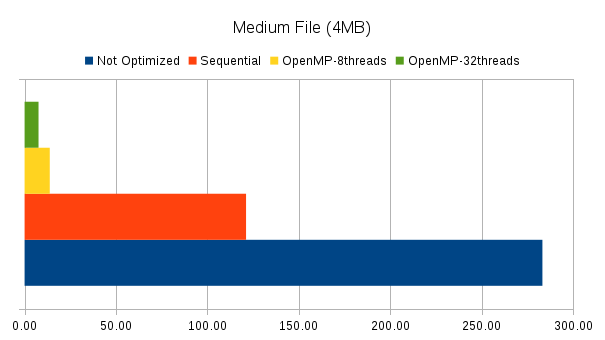 Medium File (4MB)
Not Optimized Sequential OpenMP-8threads OpenMP-32threads
0.00 50.00 100.00 150.00 200.00 250.00 300.00